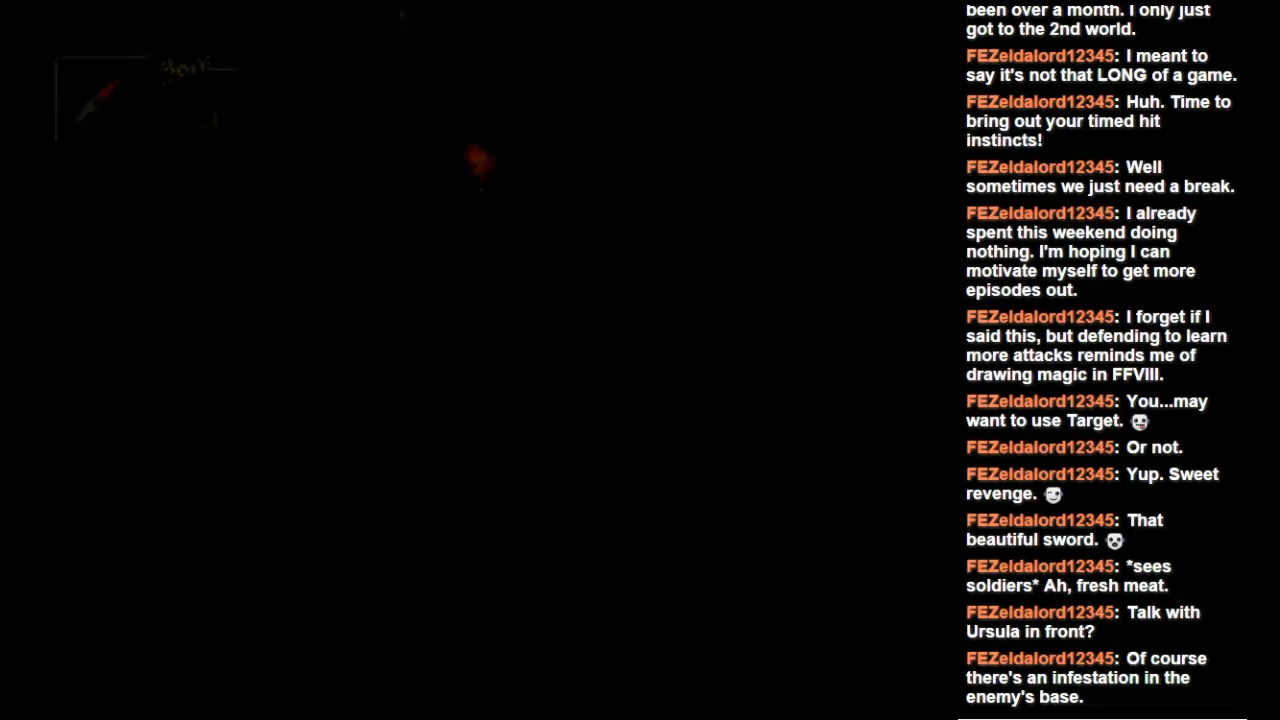 been over a month. I only just
got to the 2nd world.
FEZeldalord12345: I meant to
say it's not that LONG of a game.
FEZeldalord12345: Huh. Time to
bring out your timed hit
instincts!
FEZeldalord12345: Well
sometimes we just need a break.
FEZeldalord12345: I already
spent this weekend doing
nothing. I'm hoping I can
motivate myself to get more
episodes out.
FEZeldalord12345: I forget if I
said this, but defending to learn
more attacks reminds me of
drawing magic in FFVIII.
FEZeldalord12345: You...may
want to use Target.
FEZeldalord12345: Or not.
FEZeldalord12345: Yup. Sweet
revenge.
FEZeldalord12345: That
beautiful sword.
FEZeldalord12345: *sees
soldiers* Ah, fresh meat.
FEZeldalord12345: Talk with
Ursula in front?
FEZeldalord12345: Of course
there's an infestation in the
enemy's base.